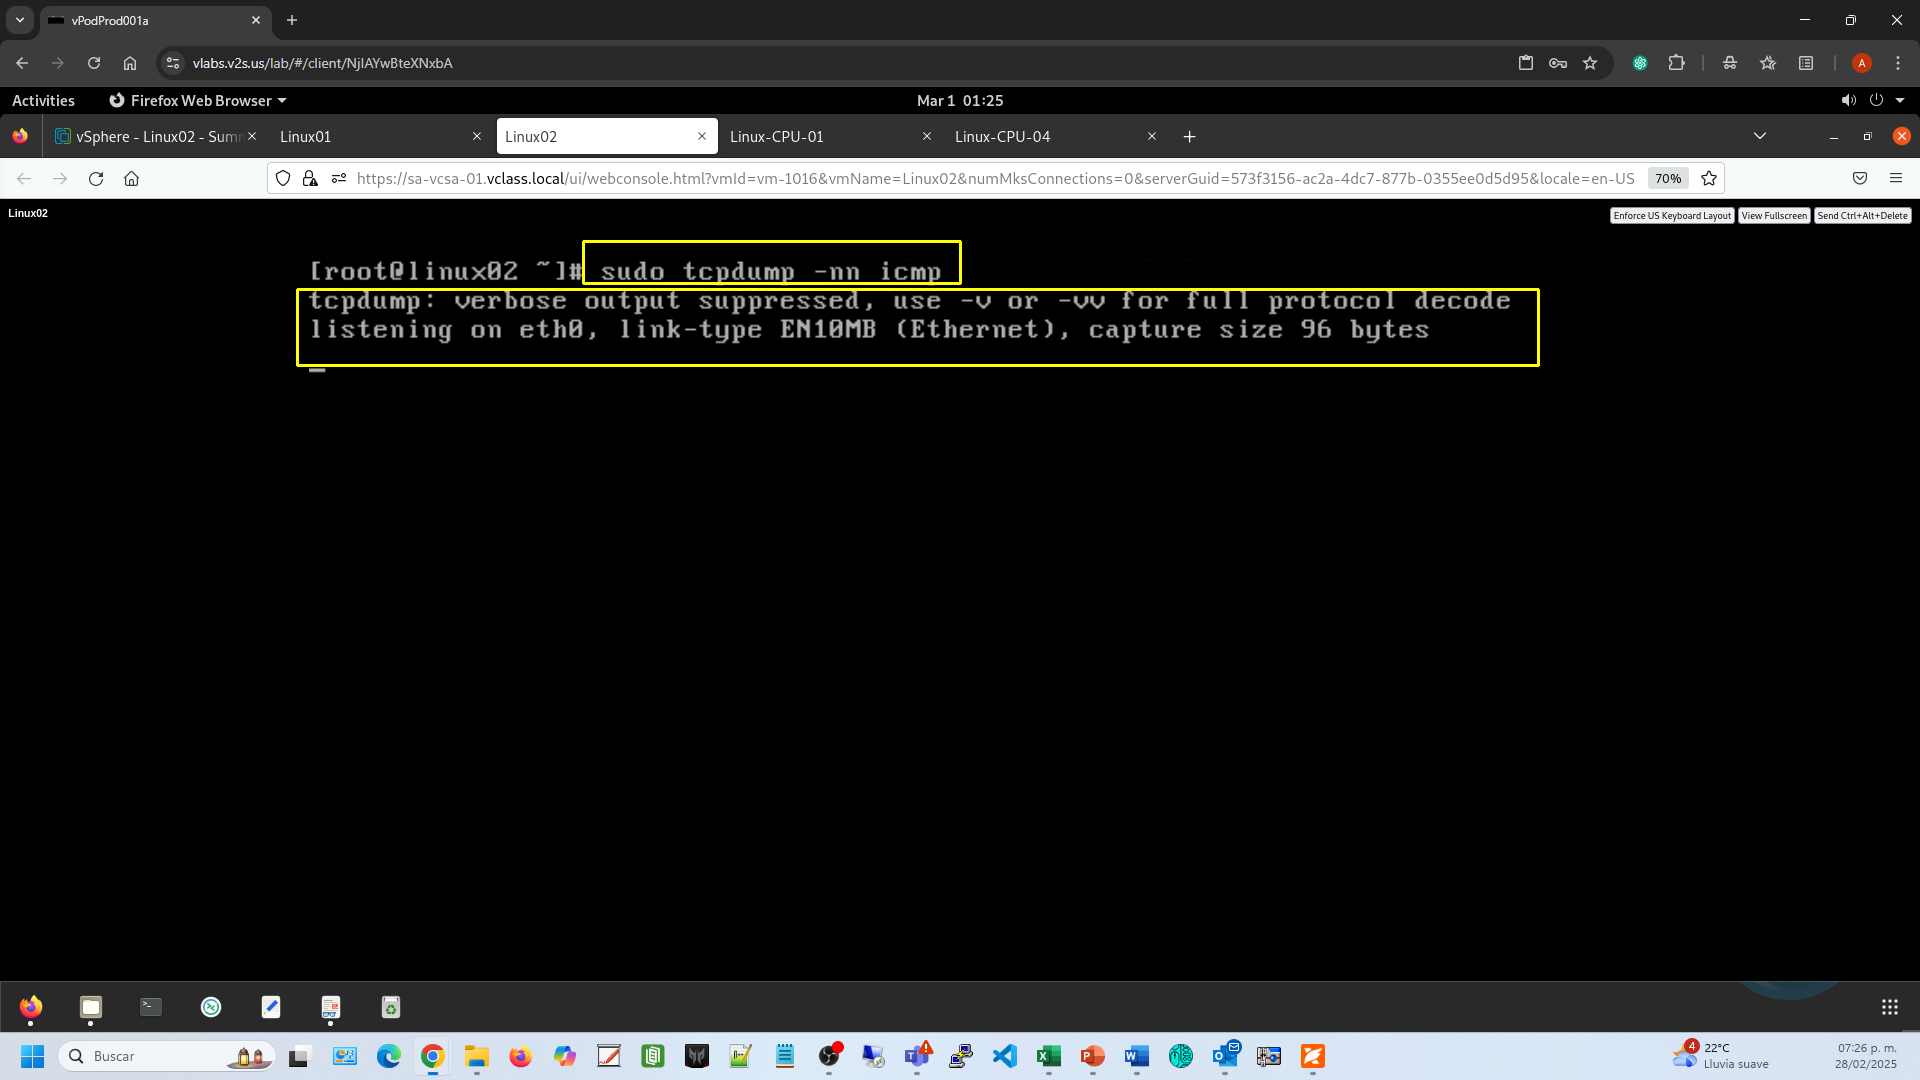 vPodProd001a
vlabs.v2s.us/lab/#/client/NjIAYwBteXNxbA
A
Activities
Firefox Web Browser
Mar 1 01:25
vSphere - Linux02 - Sum
Linux01
Linux02
Linux-CPU-01
Linux-CPU-04
https://sa-vcsa-01.vclass.local/ui/webconsole.html?vmId=vm-1016&vmName=Linux02&numMksConnections=0&serverGuid=573f3156-ac2a-4dc7-877b-0355ee0d5d95&locale=en-US
70%
Linux02
Enforce US Keyboard Layout
View Fullscreen
Send Ctrl+Alt+Delete
[root@linux02 ~]# sudo tcpdump -nn icmp
tcpdump: verbose output suppressed, use -v or -vv for full protocol decode
listening on eth0, link-type EN10MB (Ethernet), capture size 96 bytes
Buscar
4
22°C
Lluvia suave
07:26 p. m.
28/02/2025